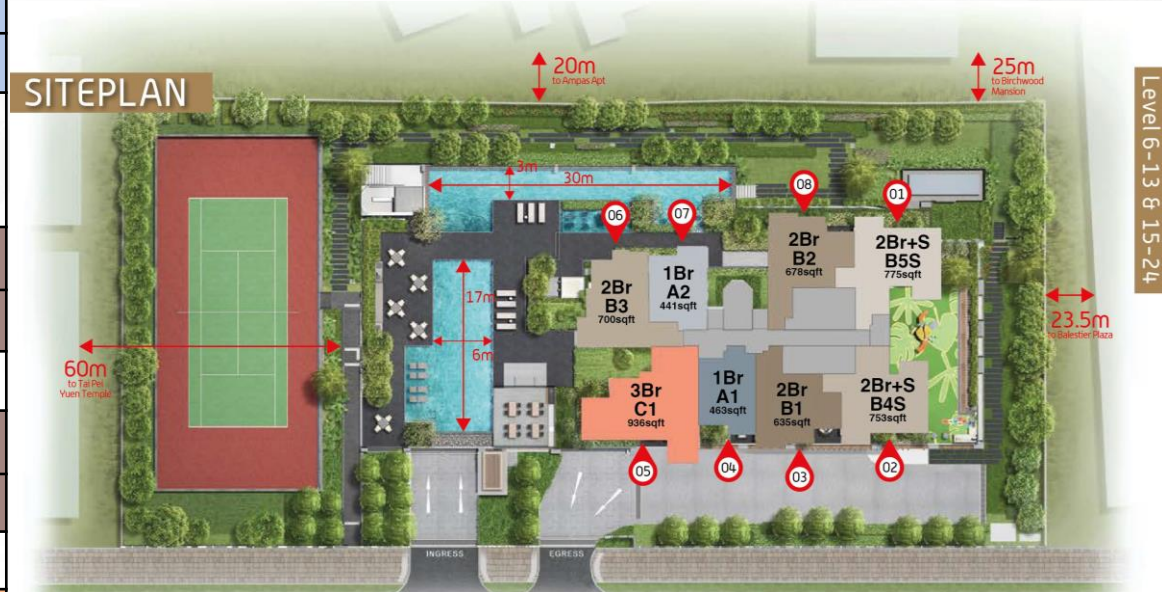 SITEPLAN
20m
to Ampas Apt
25m
to Birchwood
Mansion
Level 6-13 & 15-24
3m
30m
08
01
06
07
2Br
B2
678sqft
2Br+S
B5S
775sqft
1Br
A2
441sqft
2Br
B3
700sqft
17m
6m
60m
to Tai Pei
Yuen Temple
23.5m
to Balestier Plaza
3Br
C1
936sqft
1Br
A1
463sqft
2Br
B1
635sqft
2Br+S
B4S
753sqft
05
04
03
02
INGRESS
EGRESS